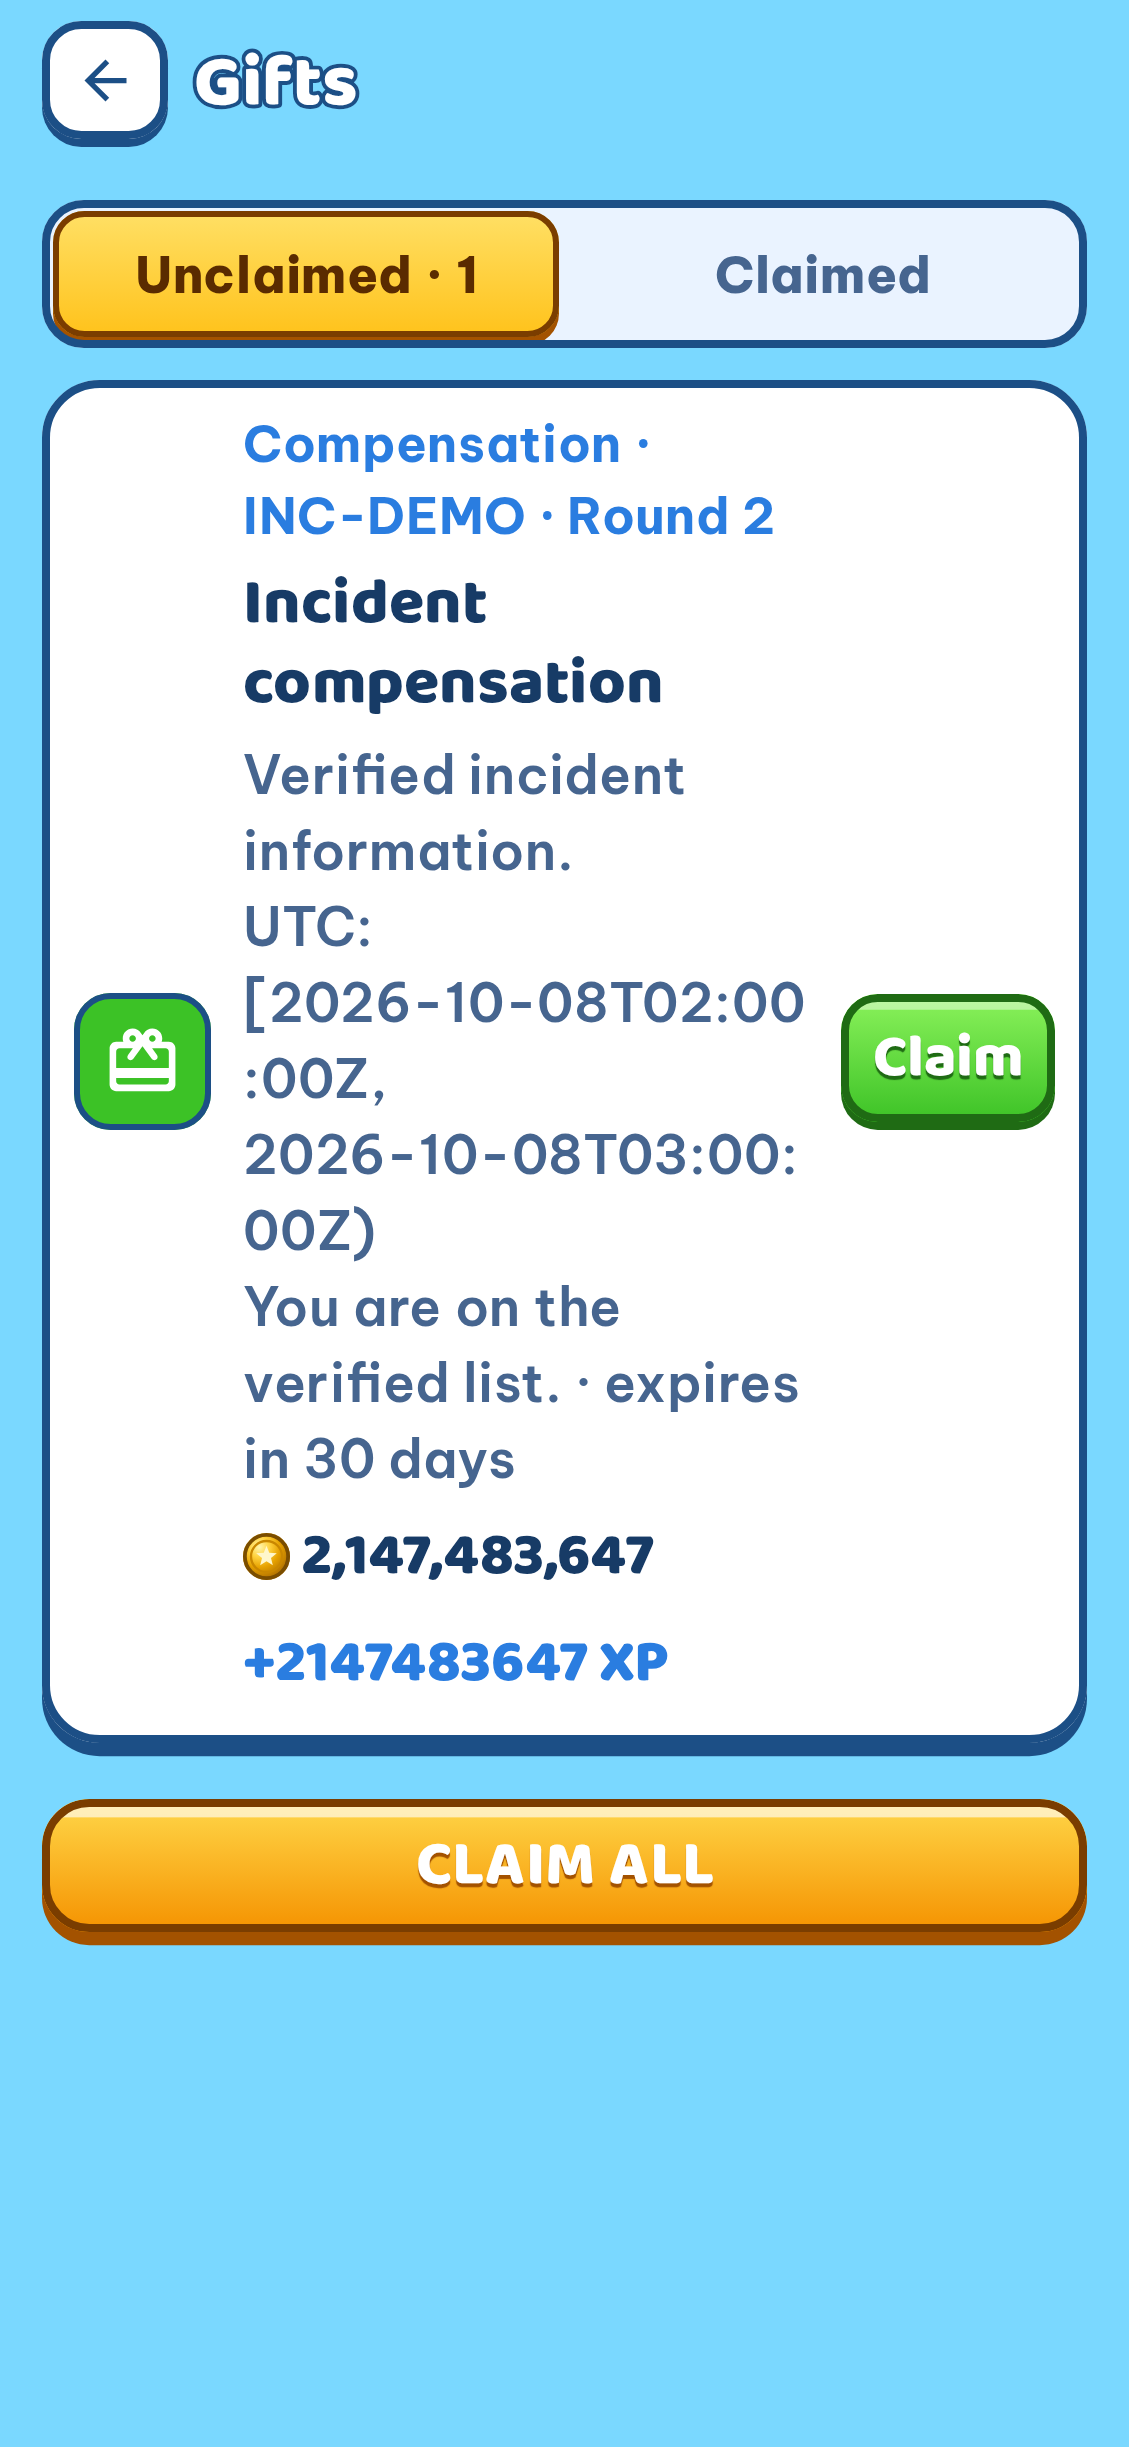 Gifts
Unclaimed · 1
Claimed
Compensation ·
INC-DEMO · Round 2
Incident
compensation
Verified incident
information.
UTC:
[2026-10-08T02:00
:00Z,
2026-10-08T03:00:
00Z)
You are on the
verified list. · expires
in 30 days
2,147,483,647
+2147483647 XP
Claim
CLAIM ALL